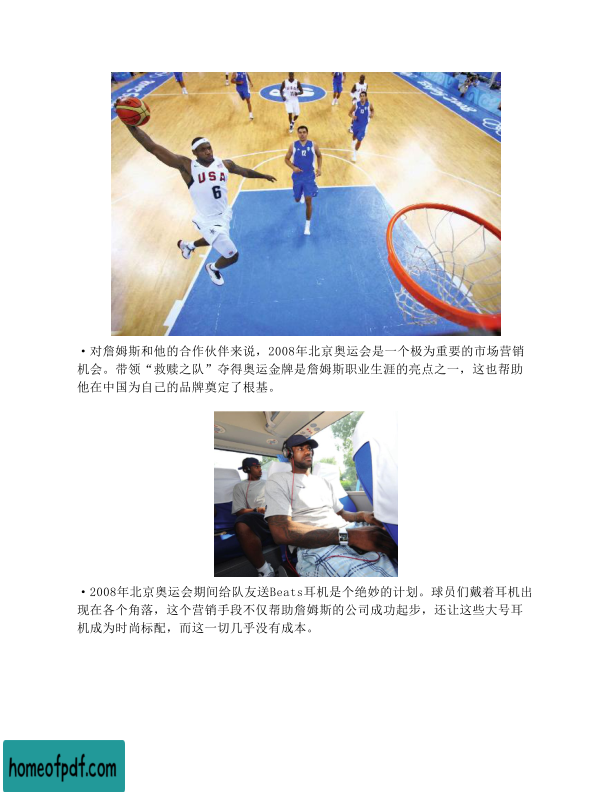 USA
6
12
·对詹姆斯和他的合作伙伴来说，2008年北京奥运会是一个极为重要的市场营销
机会。带领“救赎之队”夺得奥运金牌是詹姆斯职业生涯的亮点之一，这也帮助
他在中国为自己的品牌奠定了根基。
·2008年北京奥运会期间给队友送Beats耳机是个绝妙的计划。球员们戴着耳机出
现在各个角落，这个营销手段不仅帮助詹姆斯的公司成功起步，还让这些大号耳
机成为时尚标配，而这一切几乎没有成本。
homeofpdf.com